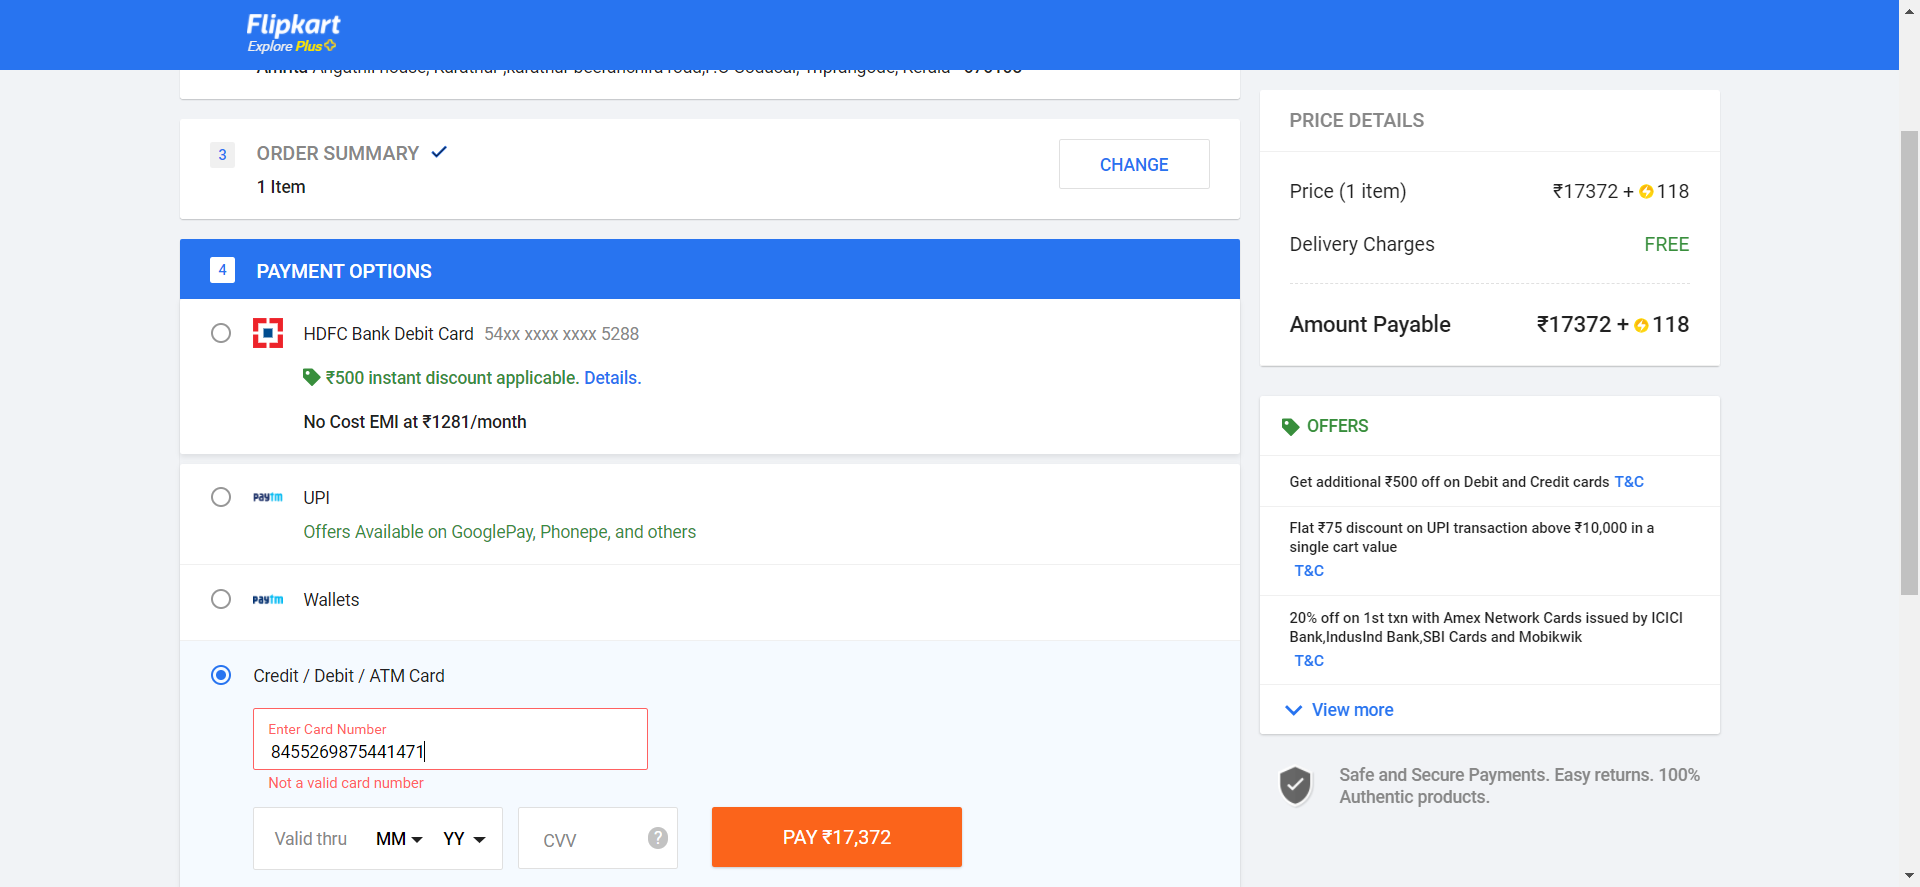 Flipkart
Explore Plus
3
ORDER SUMMARY
CHANGE
1 Item
4
PAYMENT OPTIONS
HDFC Bank Debit Card 54xx xxxx xxxx 5288
₹500 instant discount applicable. Details.
No Cost EMI at ₹1281/month
paytm UPI
Offers Available on GooglePay, Phonepe, and others
paytm Wallets
Credit / Debit / ATM Card
Enter Card Number
8455269875441471
Not a valid card number
Valid thru MM YY
CVV ?
PAY ₹17,372
PRICE DETAILS
Price (1 item) ₹17372 + 118
Delivery Charges FREE
Amount Payable ₹17372 + 118
OFFERS
Get additional ₹500 off on Debit and Credit cards T&C
Flat ₹75 discount on UPI transaction above ₹10,000 in a
single cart value
T&C
20% off on 1st txn with Amex Network Cards issued by ICICI
Bank,IndusInd Bank,SBI Cards and Mobikwik
T&C
View more
Safe and Secure Payments. Easy returns. 100%
Authentic products.